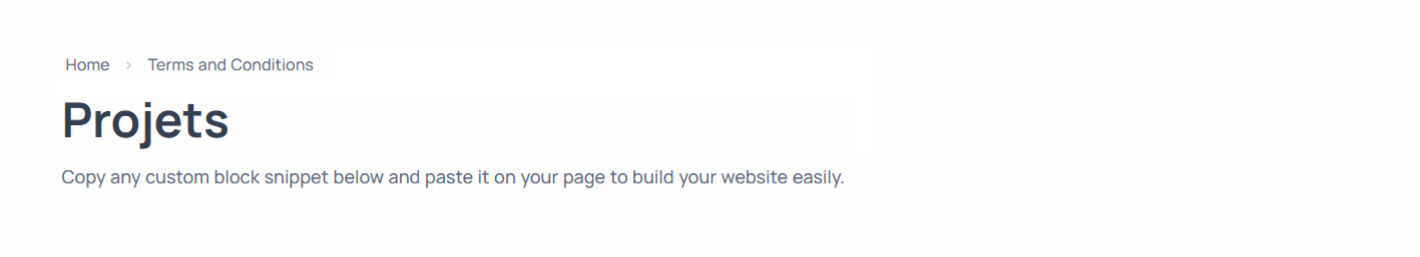 Home > Terms and Conditions
Projets
Copy any custom block snippet below and paste it on your page to build your website easily.